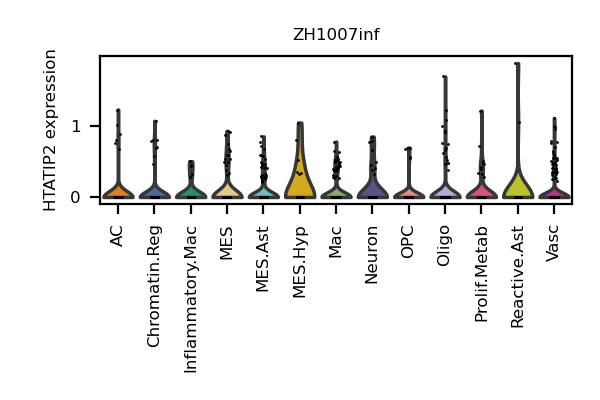 ZH1007inf
HTATIP2 expression
1
0
AC
Chromatin.Reg
Inflammatory.Mac
MES
MES.Ast
MES.Hyp
Mac
Neuron
OPC
Oligo
Prolif.Metab
Reactive.Ast
Vasc